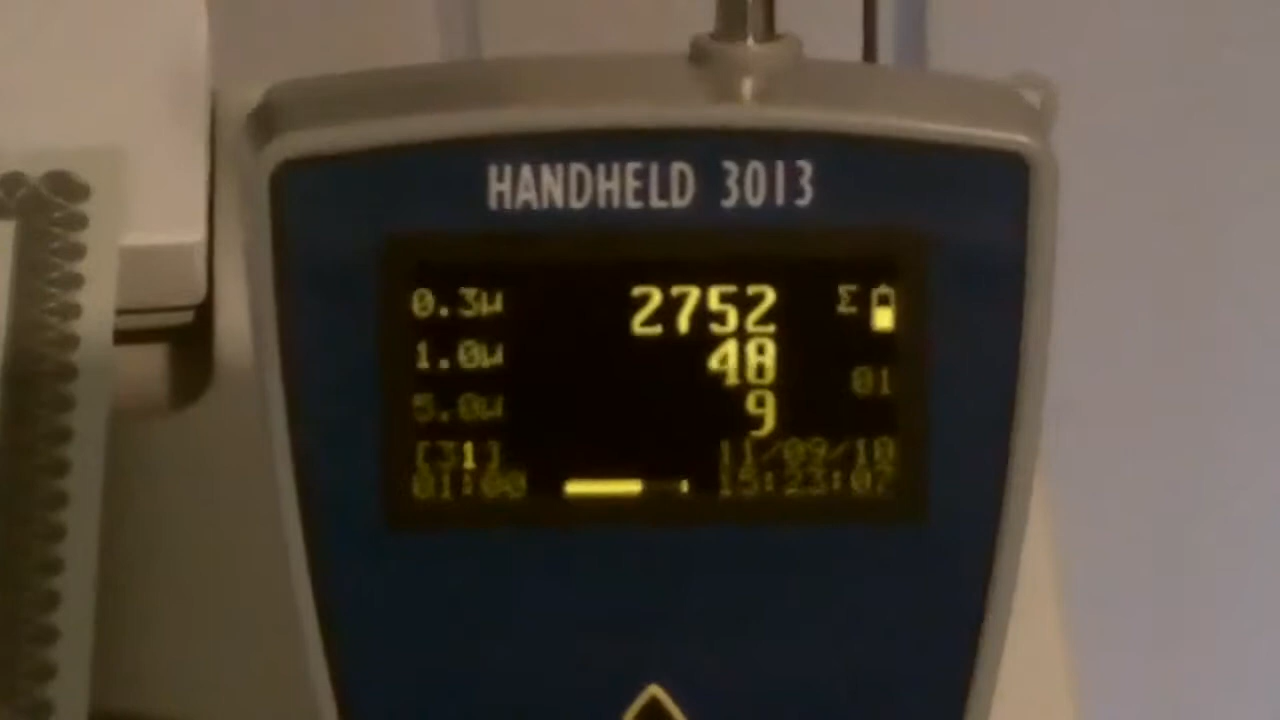 HANDHELD 3013
0.3µ 2752 Σ
1.0µ 48
01
5.0µ 9
[31] 11/09/10
01:00 15:23:07